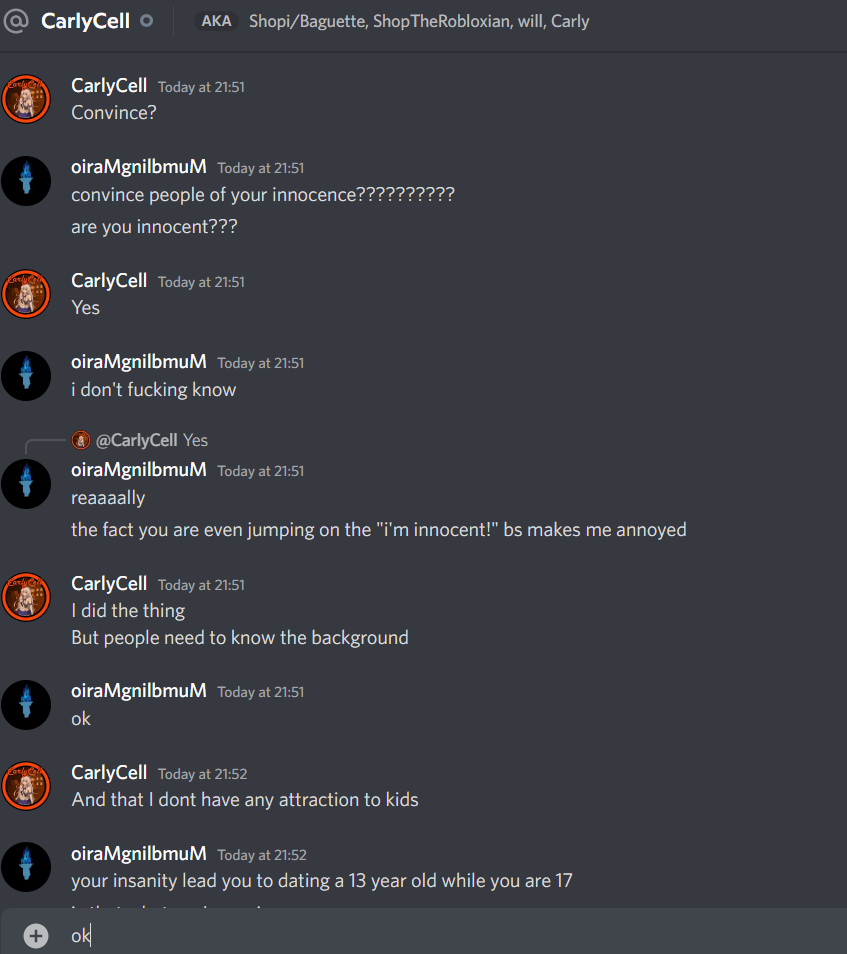 @ CarlyCell AKA Shopi/Baguette, ShopTheRobloxian, will, Carly
CarlyCell Today at 21:51
Convince?
oiraMgnilbmuM Today at 21:51
convince people of your innocence??????????
are you innocent???
CarlyCell Today at 21:51
Yes
oiraMgnilbmuM Today at 21:51
i don't fucking know
@CarlyCell Yes
oiraMgnilbmuM Today at 21:51
reaaaally
the fact you are even jumping on the "i'm innocent!" bs makes me annoyed
CarlyCell Today at 21:51
I did the thing
But people need to know the background
oiraMgnilbmuM Today at 21:51
ok
CarlyCell Today at 21:52
And that I dont have any attraction to kids
oiraMgnilbmuM Today at 21:52
your insanity lead you to dating a 13 year old while you are 17
ok